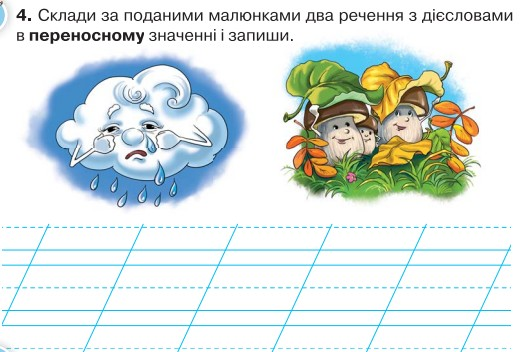 4. Склади за поданими малюнками два речення з дієсловами
в переносному значенні і запиши.